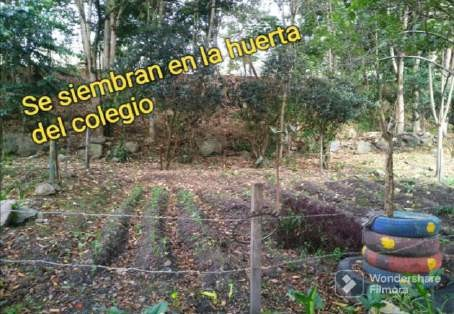 Se siembran en la huerta
del colegio
Wondershare
Filmora